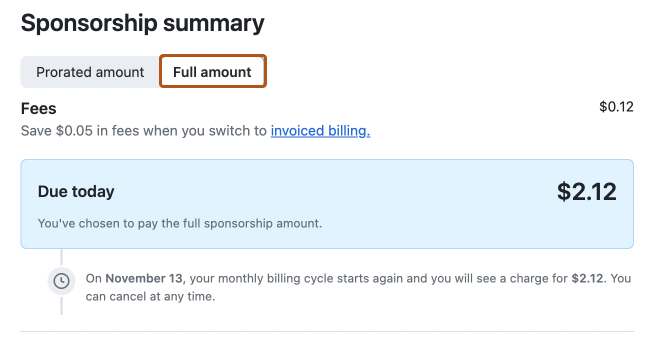 Sponsorship summary
Prorated amount Full amount
Fees $0.12
Save $0.05 in fees when you switch to invoiced billing.
Due today $2.12
You've chosen to pay the full sponsorship amount.
On November 13, your monthly billing cycle starts again and you will see a charge for $2.12. You
can cancel at any time.